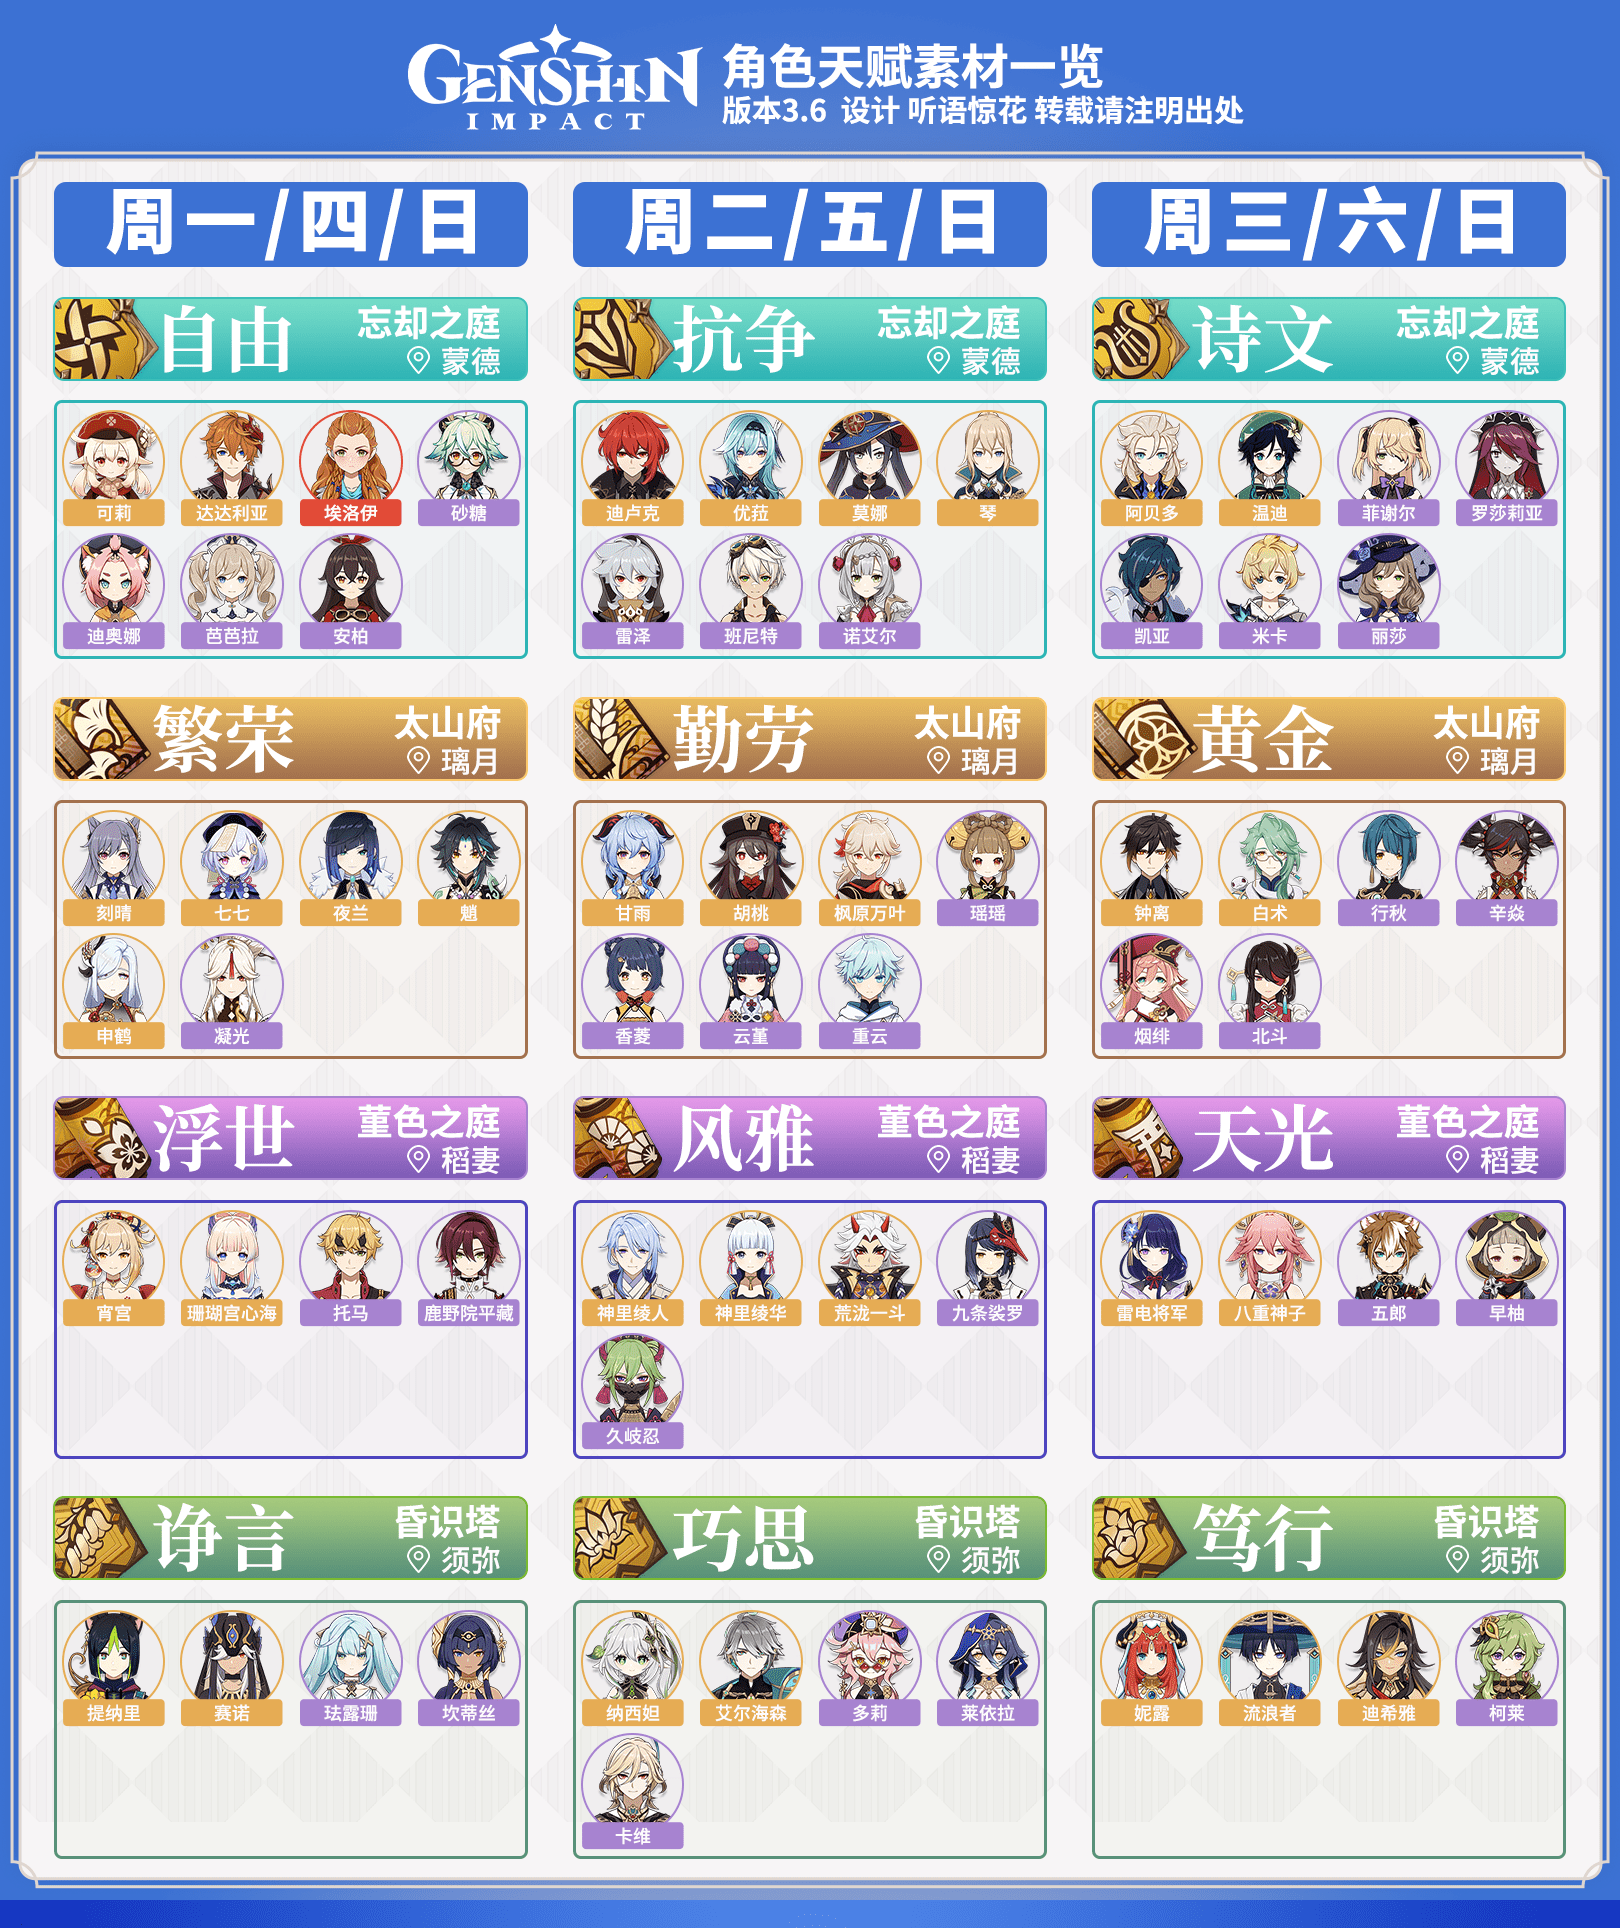 GENSHIN
IMPACT
角色天赋素材一览
版本3.6 设计 听语惊花 转载请注明出处
周一/四/日
周二/五/日
周三/六/日
自由
忘却之庭
蒙德
抗争
忘却之庭
蒙德
诗文
忘却之庭
蒙德
可莉
达达利亚
埃洛伊
砂糖
迪卢克
优菈
莫娜
琴
阿贝多
温迪
菲谢尔
罗莎莉亚
迪奥娜
芭芭拉
安柏
雷泽
班尼特
诺艾尔
凯亚
米卡
丽莎
繁荣
太山府
璃月
勤劳
太山府
璃月
黄金
太山府
璃月
刻晴
七七
夜兰
魈
甘雨
胡桃
枫原万叶
瑶瑶
钟离
白术
行秋
辛焱
申鹤
凝光
香菱
云堇
重云
烟绯
北斗
浮世
菫色之庭
稻妻
风雅
菫色之庭
稻妻
天光
菫色之庭
稻妻
宵宫
珊瑚宫心海
托马
鹿野院平藏
神里绫人
神里绫华
荒泷一斗
九条裟罗
雷电将军
八重神子
五郎
早柚
久岐忍
诤言
昏识塔
须弥
巧思
昏识塔
须弥
笃行
昏识塔
须弥
提纳里
赛诺
珐露珊
坎蒂丝
纳西妲
艾尔海森
多莉
莱依拉
妮露
流浪者
迪希雅
柯莱
卡维